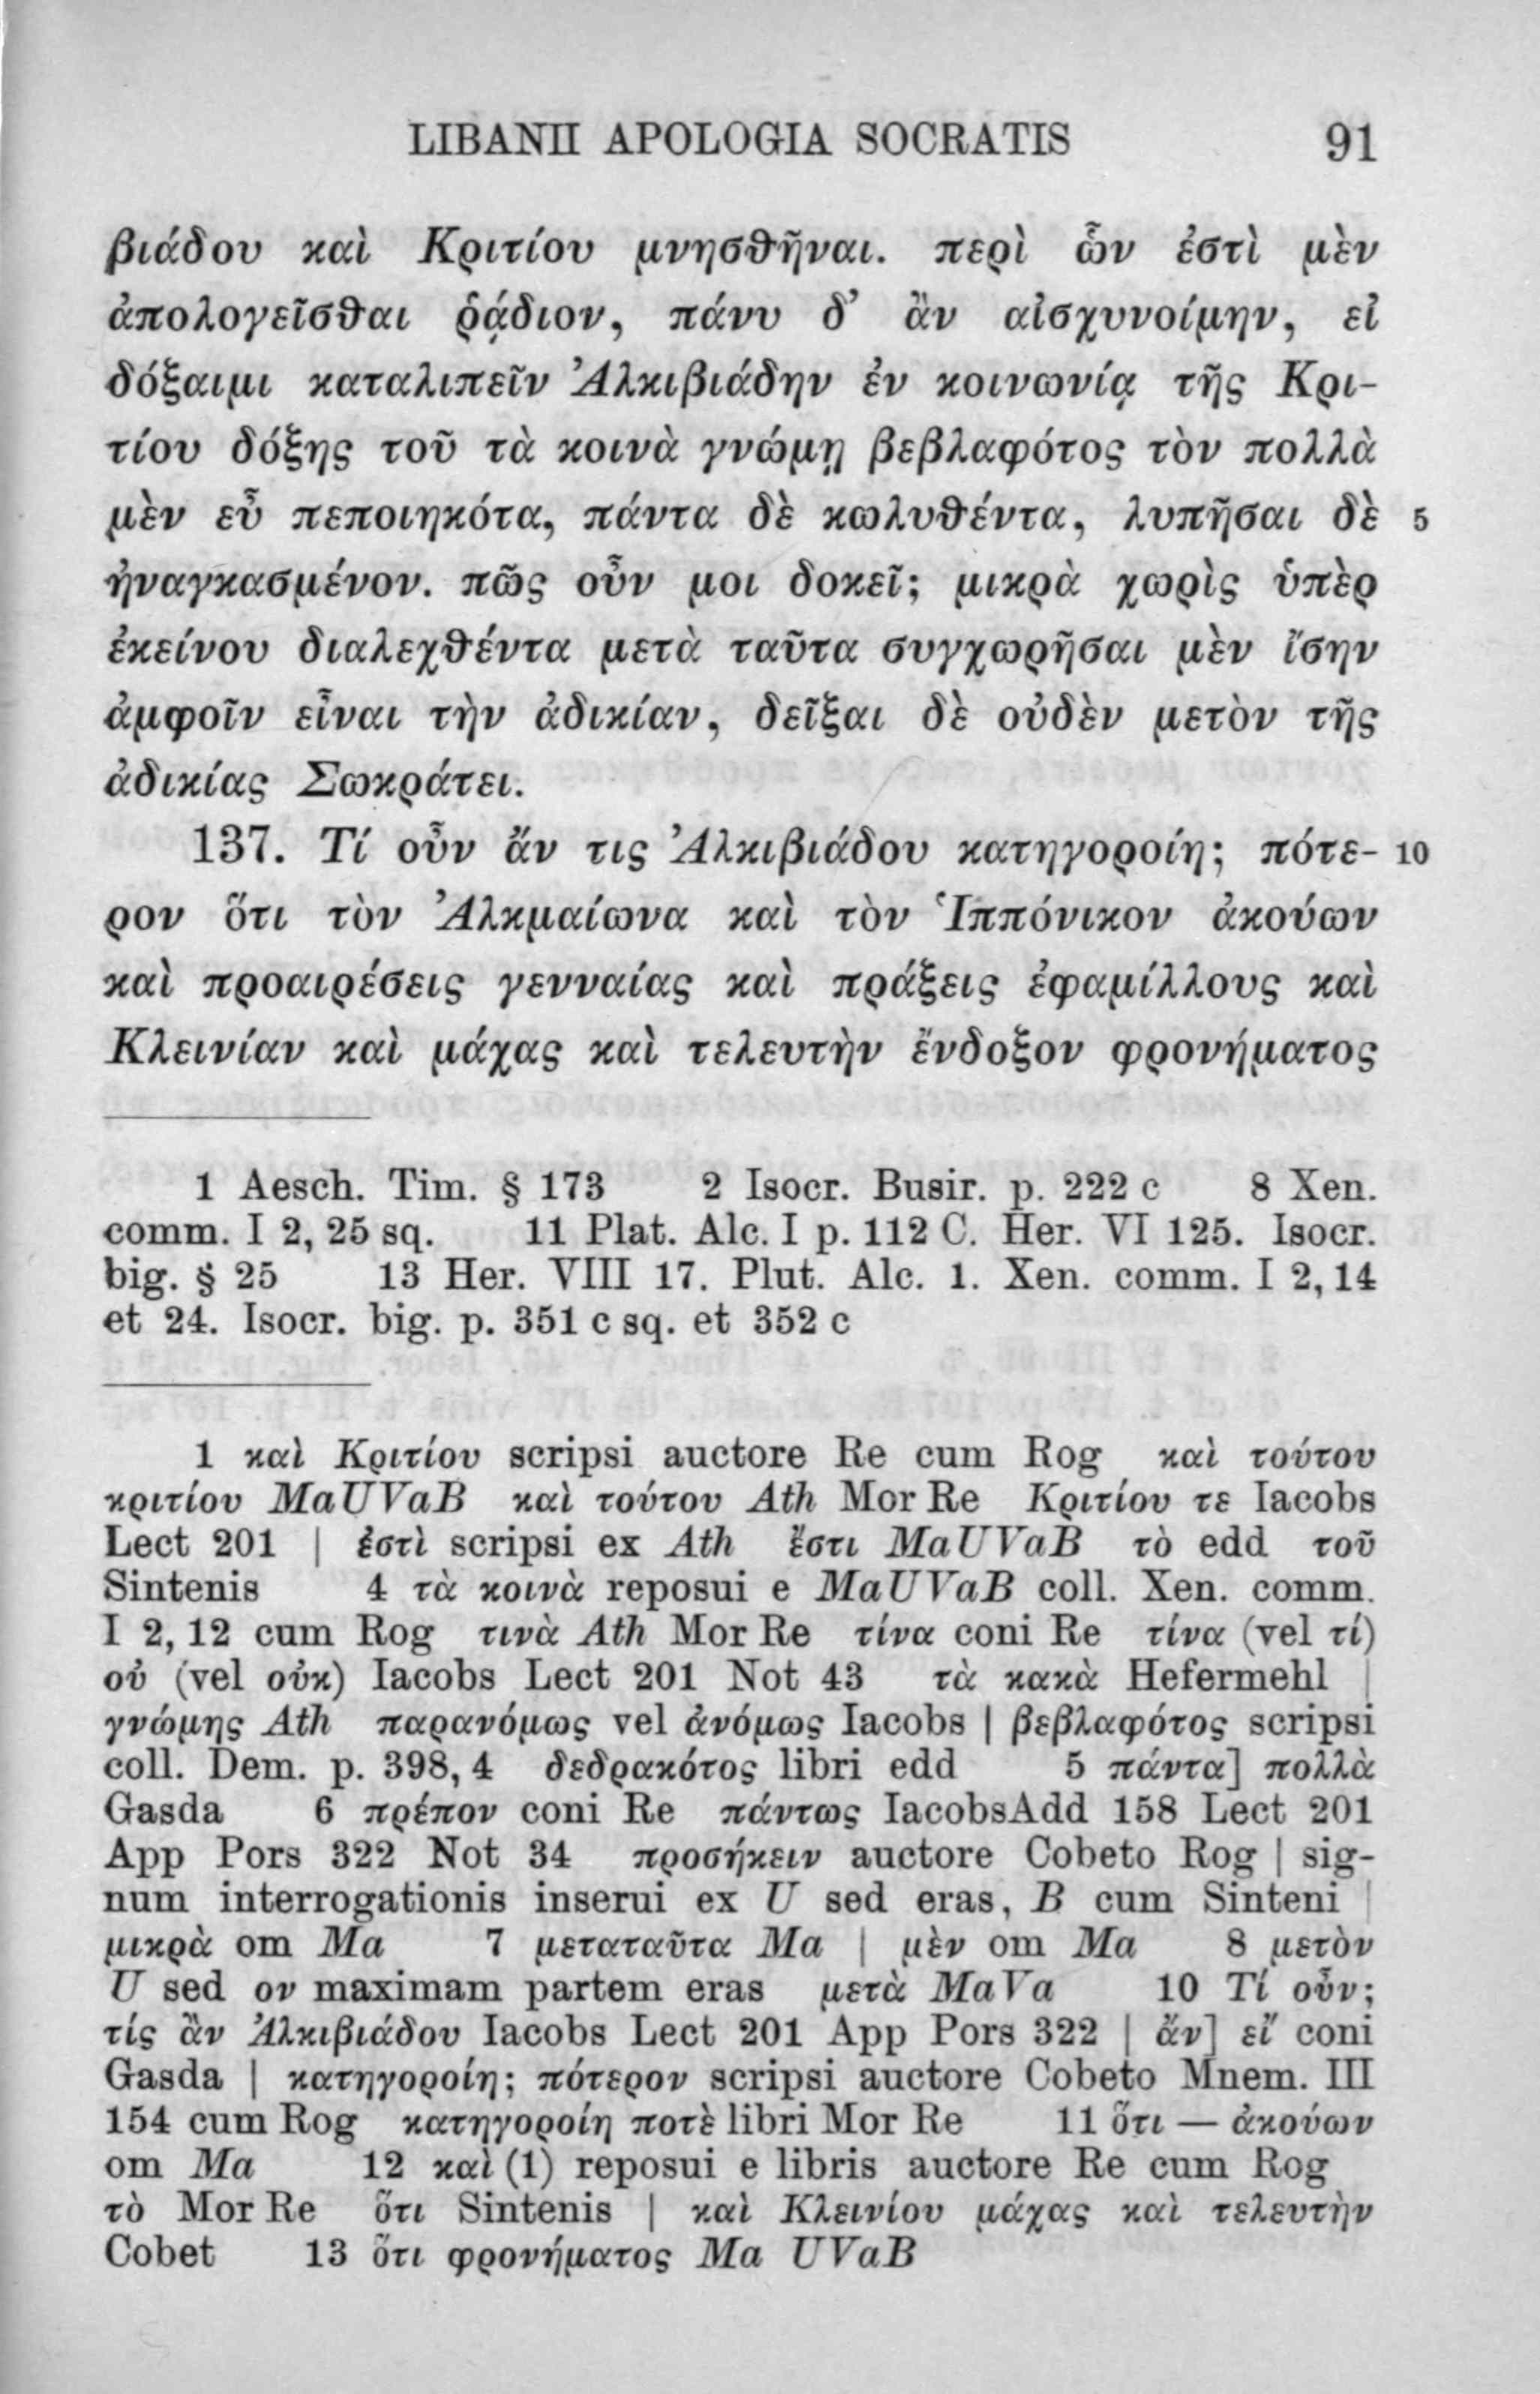 LIBANII APOLOGIA SOCRATIS 91
βιάδου καὶ Κριτίου μνησθῆναι. περὶ ὧν ἐστὶ μὲν
ἀπολογεῖσθαι ῥᾴδιον, πάνυ δ’ ἂν αἰσχυνοίμην, εἰ
δόξαιμι καταλιπεῖν Ἀλκιβιάδην ἐν κοινωνίᾳ τῆς Κρι-
τίου δόξης τοῦ τὰ κοινὰ γνώμῃ βεβλαφότος τὸν πολλὰ
μὲν εὖ πεποιηκότα, πάντα δὲ κωλυθέντα, λυπῆσαι δὲ 5
ἠναγκασμένον. πῶς οὖν μοι δοκεῖ; μικρὰ χωρὶς ὑπὲρ
ἐκείνου διαλεχθέντα μετὰ ταῦτα συγχωρῆσαι μὲν ἴσην
ἀμφοῖν εἶναι τὴν ἀδικίαν, δεῖξαι δὲ οὐδὲν μετὸν τῆς
ἀδικίας Σωκράτει.
137. Τί οὖν ἄν τις Ἀλκιβιάδου κατηγοροίη; πότε- 10
ρον ὅτι τὸν Ἀλκμαίωνα καὶ τὸν Ἱππόνικον ἀκούων
καὶ προαιρέσεις γενναίας καὶ πράξεις ἐφαμίλλους καὶ
Κλεινίαν καὶ μάχας καὶ τελευτὴν ἔνδοξον φρονήματος
1 Aesch. Tim. § 173 2 Isocr. Busir. p. 222 c 8 Xen.
comm. I 2, 25 sq. 11 Plat. Alc. I p. 112 C. Her. VI 125. Isocr.
big. § 25 13 Her. VIII 17. Plut. Alc. 1. Xen. comm. I 2, 14
et 24. Isocr. big. p. 351 c sq. et 352 c
1 καὶ Κριτίου scripsi auctore Re cum Rog καὶ τούτου
κριτίου MaUVaB καὶ τούτου Ath Mor Re Κριτίου τε Iacobs
Lect 201 | ἐστὶ scripsi ex Ath ἔστι MaUVaB τὸ edd τοῦ
Sintenis 4 τὰ κοινὰ reposui e MaUVaB coll. Xen. comm.
I 2, 12 cum Rog τινὰ Ath Mor Re τίνα coni Re τίνα (vel τί)
οὐ (vel οὐκ) Iacobs Lect 201 Not 43 τὰ κακὰ Hefermehl |
γνώμης Ath παρανόμως vel ἀνόμως Iacobs | βεβλαφότος scripsi
coll. Dem. p. 398, 4 δεδρακότος libri edd 5 πάντα] πολλὰ
Gasda 6 πρέπον coni Re πάντως IacobsAdd 158 Lect 201
App Pors 322 Not 34 προσήκειν auctore Cobeto Rog | sig-
num interrogationis inserui ex U sed eras, B cum Sinteni |
μικρὰ om Ma 7 μεταταῦτα Ma | μὲν om Ma 8 μετὸν
U sed ον maximam partem eras μετὰ MaVa 10 Τί οὖν;
τίς ἂν Ἀλκιβιάδου Iacobs Lect 201 App Pors 322 | ἄν] εἴ coni
Gasda | κατηγοροίη; πότερον scripsi auctore Cobeto Mnem. III
154 cum Rog κατηγοροίη ποτὲ libri Mor Re 11 ὅτι — ἀκούων
om Ma 12 καὶ (1) reposui e libris auctore Re cum Rog
τὸ Mor Re ὅτι Sintenis | καὶ Κλεινίου μάχας καὶ τελευτὴν
Cobet 13 ὅτι φρονήματος Ma UVaB